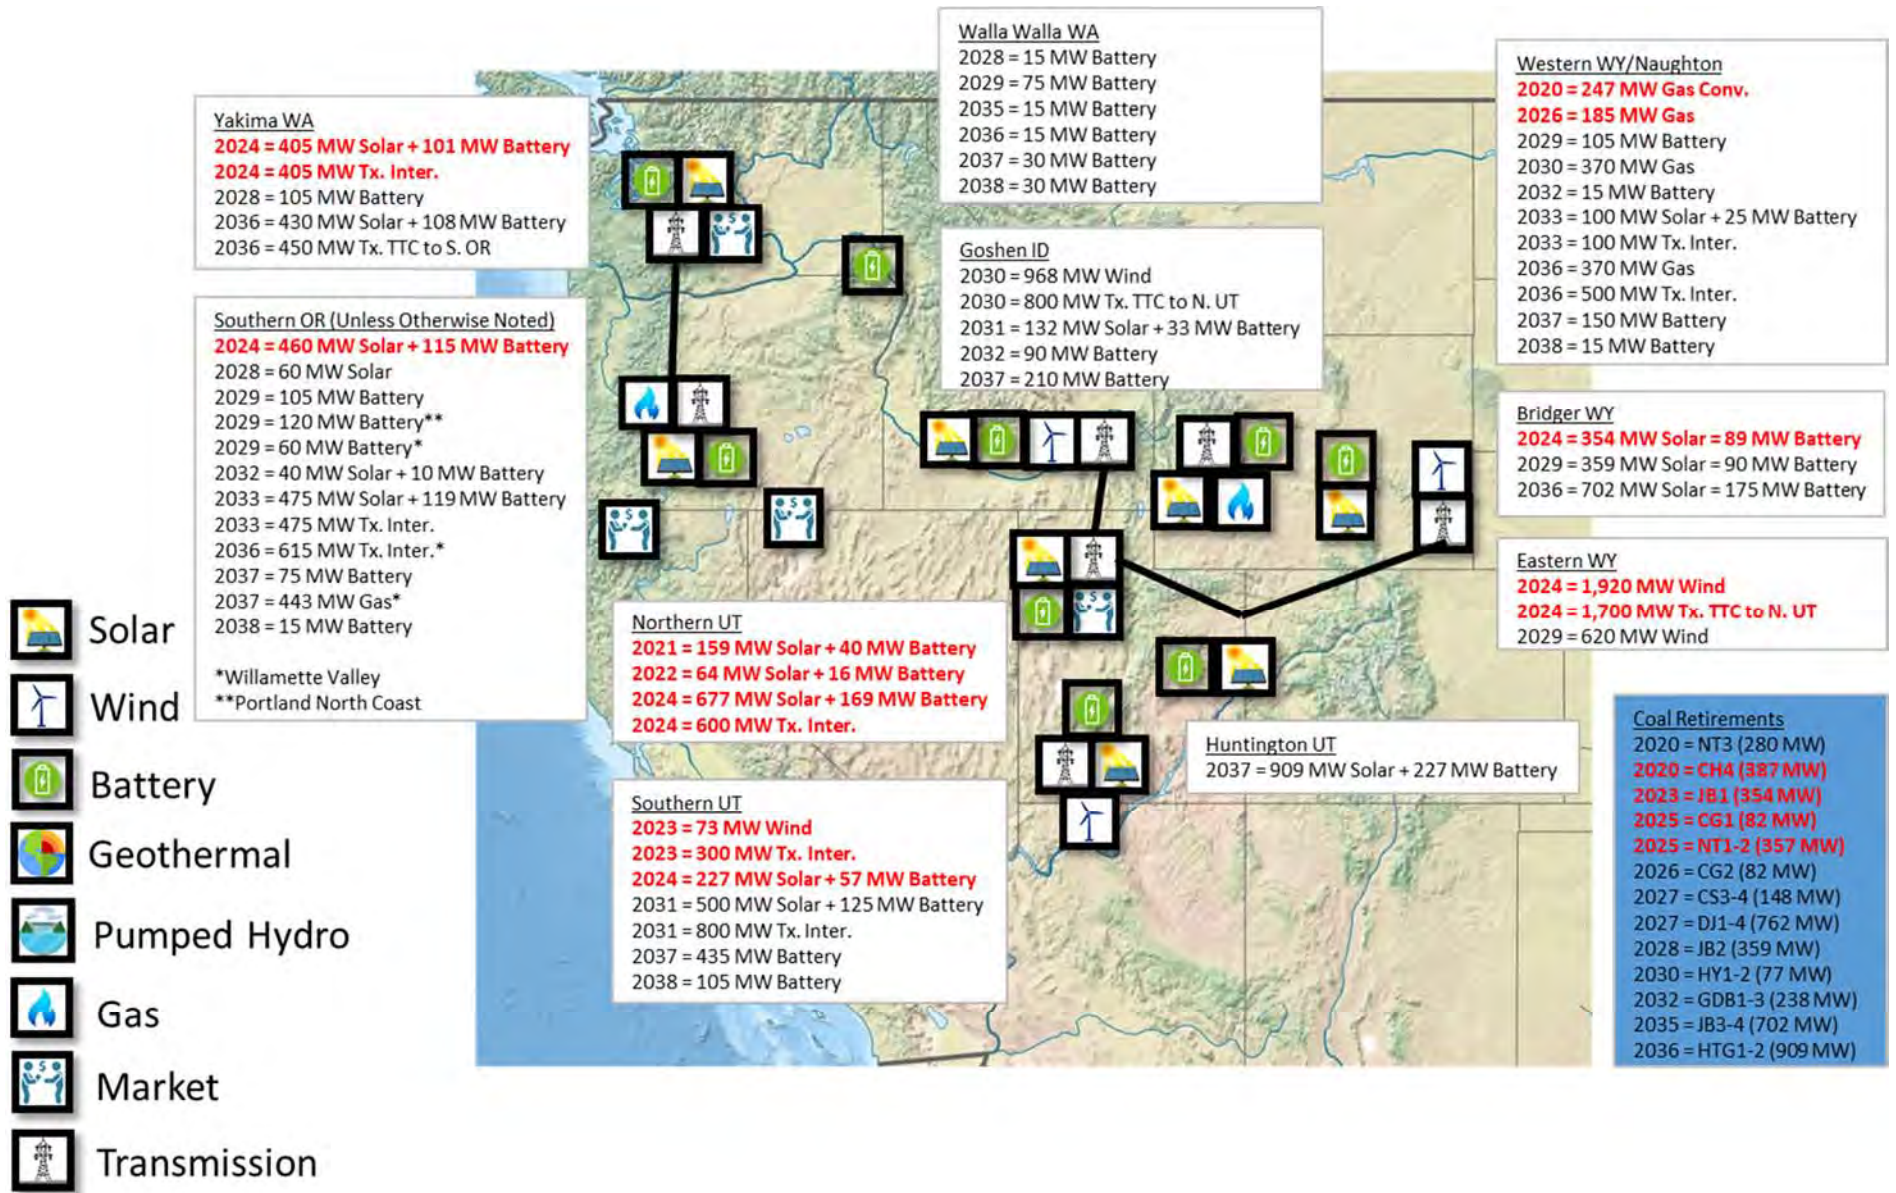 Yakima WA
2024 = 405 MW Solar + 101 MW Battery
2024 = 405 MW Tx. Inter.
2028 = 105 MW Battery
2036 = 430 MW Solar + 108 MW Battery
2036 = 450 MW Tx. TTC to S. OR
Southern OR (Unless Otherwise Noted)
2024 = 460 MW Solar + 115 MW Battery
2028 = 60 MW Solar
2029 = 105 MW Battery
2029 = 120 MW Battery**
2029 = 60 MW Battery*
2032 = 40 MW Solar + 10 MW Battery
2033 = 475 MW Solar + 119 MW Battery
2033 = 475 MW Tx. Inter.
2036 = 615 MW Tx. Inter.*
2037 = 75 MW Battery
2037 = 443 MW Gas*
2038 = 15 MW Battery
*Willamette Valley
**Portland North Coast
Walla Walla WA
2028 = 15 MW Battery
2029 = 75 MW Battery
2035 = 15 MW Battery
2036 = 15 MW Battery
2037 = 30 MW Battery
2038 = 30 MW Battery
Goshen ID
2030 = 968 MW Wind
2030 = 800 MW Tx. TTC to N. UT
2031 = 132 MW Solar + 33 MW Battery
2032 = 90 MW Battery
2037 = 210 MW Battery
Western WY/Naughton
2020 = 247 MW Gas Conv.
2026 = 185 MW Gas
2029 = 105 MW Battery
2030 = 370 MW Gas
2032 = 15 MW Battery
2033 = 100 MW Solar + 25 MW Battery
2033 = 100 MW Tx. Inter.
2036 = 370 MW Gas
2036 = 500 MW Tx. Inter.
2037 = 150 MW Battery
2038 = 15 MW Battery
Bridger WY
2024 = 354 MW Solar = 89 MW Battery
2029 = 359 MW Solar = 90 MW Battery
2036 = 702 MW Solar = 175 MW Battery
Eastern WY
2024 = 1,920 MW Wind
2024 = 1,700 MW Tx. TTC to N. UT
2029 = 620 MW Wind
Northern UT
2021 = 159 MW Solar + 40 MW Battery
2022 = 64 MW Solar + 16 MW Battery
2024 = 677 MW Solar + 169 MW Battery
2024 = 600 MW Tx. Inter.
Southern UT
2023 = 73 MW Wind
2023 = 300 MW Tx. Inter.
2024 = 227 MW Solar + 57 MW Battery
2031 = 500 MW Solar + 125 MW Battery
2031 = 800 MW Tx. Inter.
2037 = 435 MW Battery
2038 = 105 MW Battery
Huntington UT
2037 = 909 MW Solar + 227 MW Battery
Coal Retirements
2020 = NT3 (280 MW)
2020 = CH4 (387 MW)
2023 = JB1 (354 MW)
2025 = CG1 (82 MW)
2025 = NT1-2 (357 MW)
2026 = CG2 (82 MW)
2027 = CS3-4 (148 MW)
2027 = DJ1-4 (762 MW)
2028 = JB2 (359 MW)
2030 = HY1-2 (77 MW)
2032 = GDB1-3 (238 MW)
2035 = JB3-4 (702 MW)
2036 = HTG1-2 (909 MW)
Solar
Wind
Battery
Geothermal
Pumped Hydro
Gas
Market
Transmission